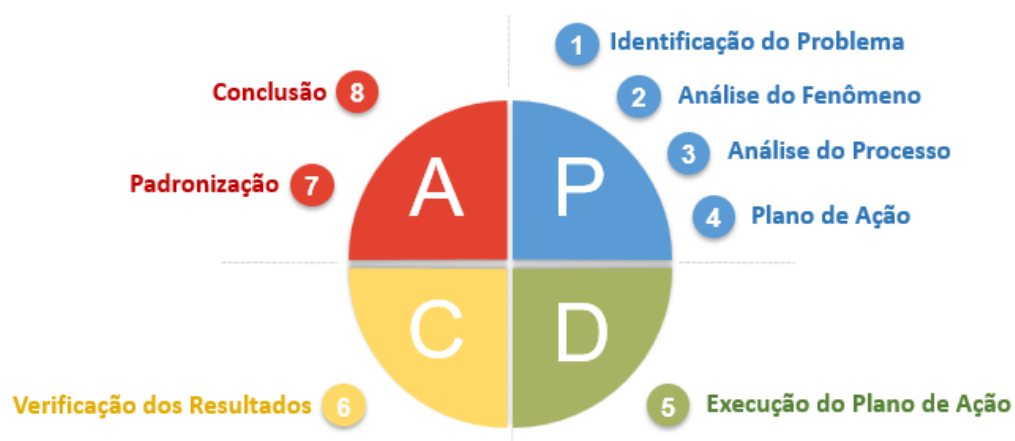 1 Identificação do Problema
2 Análise do Fenômeno
3 Análise do Processo
4 Plano de Ação
5 Execução do Plano de Ação
Verificação dos Resultados 6
Padronização 7
Conclusão 8
A P
C D